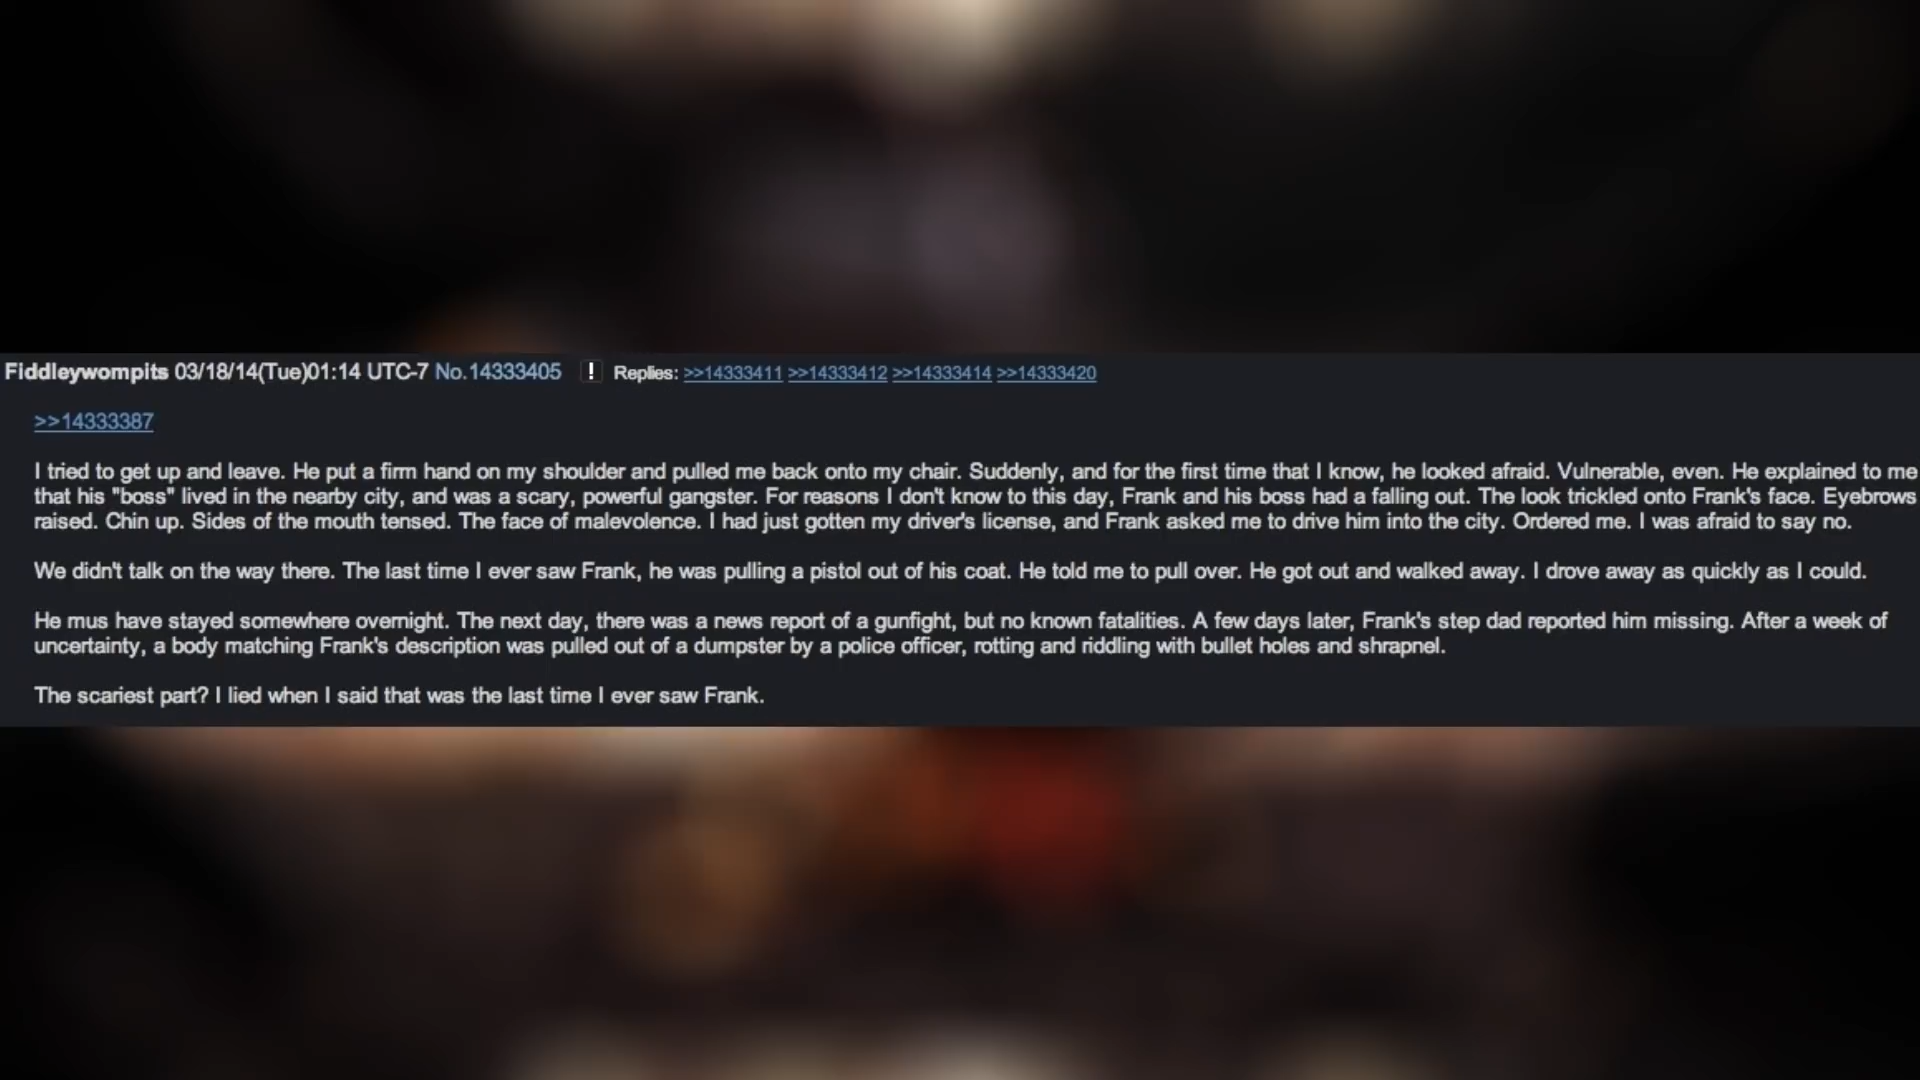 Fiddleywompits 03/18/14(Tue)01:14 UTC-7 No.14333405 ! Replies: >>14333411 >>14333412 >>14333414 >>14333420
>>14333387
I tried to get up and leave. He put a firm hand on my shoulder and pulled me back onto my chair. Suddenly, and for the first time that I know, he looked afraid. Vulnerable, even. He explained to me
that his "boss" lived in the nearby city, and was a scary, powerful gangster. For reasons I don't know to this day, Frank and his boss had a falling out. The look trickled onto Frank's face. Eyebrows
raised. Chin up. Sides of the mouth tensed. The face of malevolence. I had just gotten my driver's license, and Frank asked me to drive him into the city. Ordered me. I was afraid to say no.
We didn't talk on the way there. The last time I ever saw Frank, he was pulling a pistol out of his coat. He told me to pull over. He got out and walked away. I drove away as quickly as I could.
He mus have stayed somewhere overnight. The next day, there was a news report of a gunfight, but no known fatalities. A few days later, Frank's step dad reported him missing. After a week of
uncertainty, a body matching Frank's description was pulled out of a dumpster by a police officer, rotting and riddling with bullet holes and shrapnel.
The scariest part? I lied when I said that was the last time I ever saw Frank.